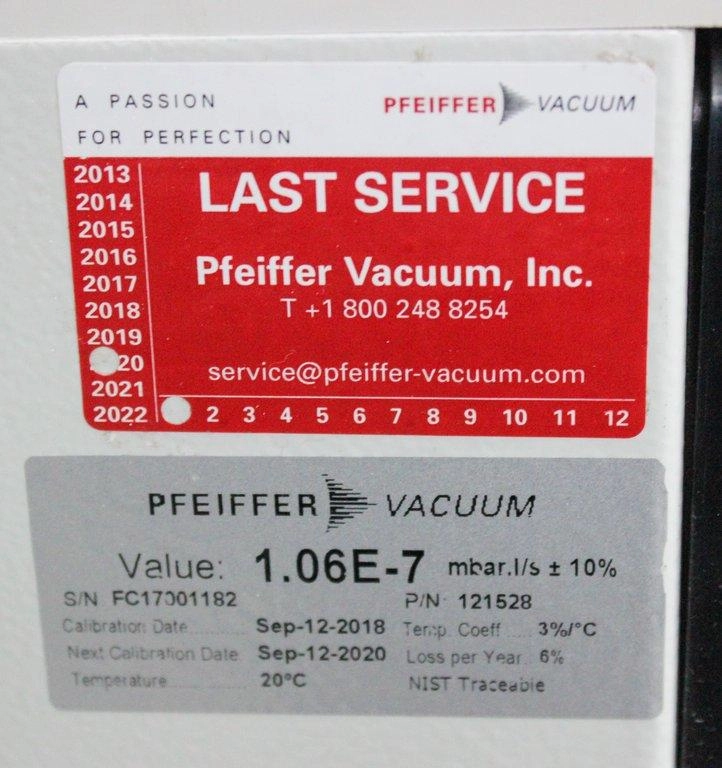 A PASSION
FOR PERFECTION
PFEIFFER VACUUM
2013
2014
2015
2016
2017
2018
2019
20
2021
2022
LAST SERVICE
Pfeiffer Vacuum, Inc.
T +1 800 248 8254
service@pfeiffer-vacuum.com
2 3 4 5 6 7 8 9 10 11 12
PFEIFFER VACUUM
Value: 1.06E-7 mbar.l/s ± 10%
S/N FC17001182 P/N 121528
Calibration Date Sep-12-2018 Temp. Coeff 3%/°C
Next Calibration Date Sep-12-2020 Loss per Year 6%
Temperature 20°C NIST Traceable